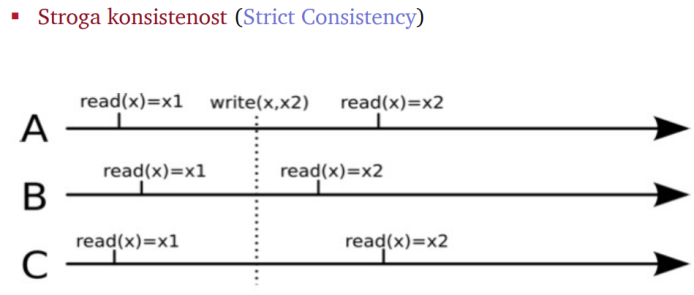 ▪ Stroga konsistenost (Strict Consistency)
read(x)=x1 write(x,x2) read(x)=x2
A
read(x)=x1 read(x)=x2
B
read(x)=x1 read(x)=x2
C